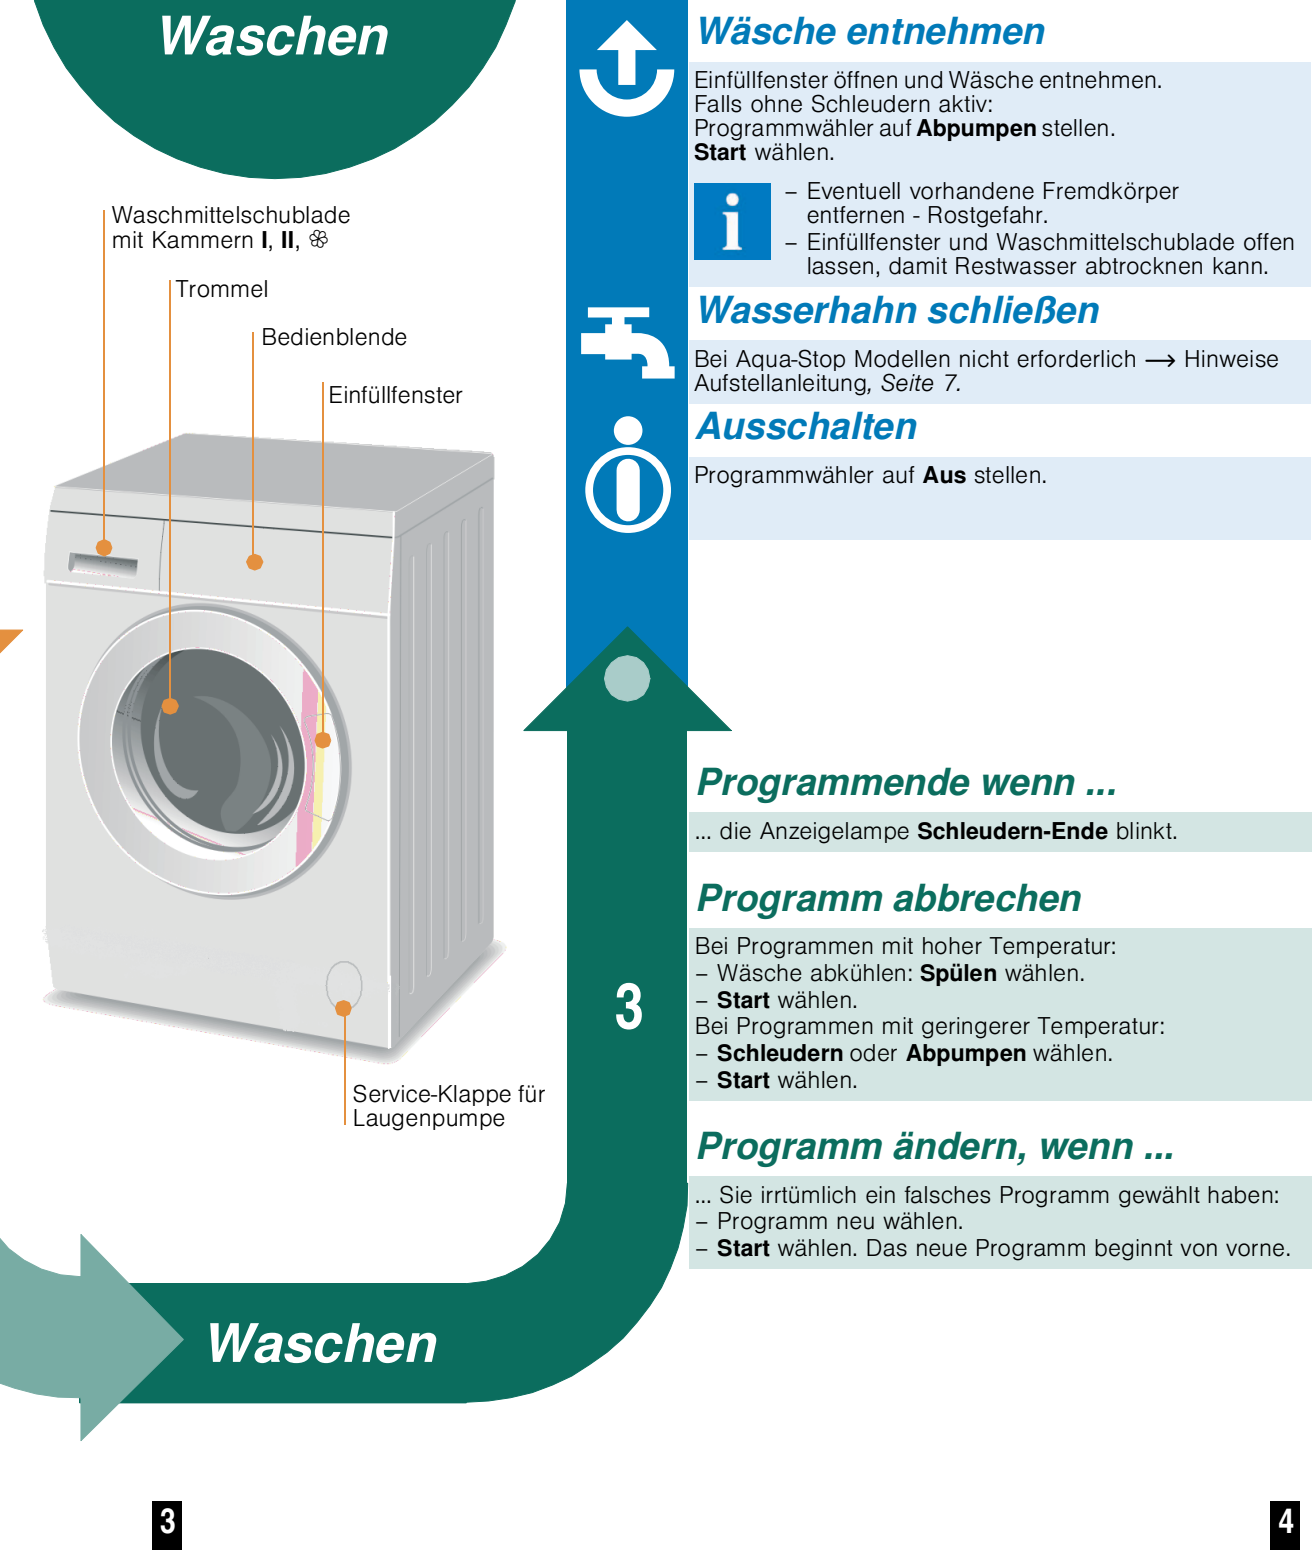 Waschen
Waschmittelschublade
mit Kammern I, II, ❀
Trommel
Bedienblende
Einfüllfenster
Service-Klappe für
Laugenpumpe
Waschen
3
3
Wäsche entnehmen
Einfüllfenster öffnen und Wäsche entnehmen.
Falls ohne Schleudern aktiv:
Programmwähler auf Abpumpen stellen.
Start wählen.
i
– Eventuell vorhandene Fremdkörper
entfernen - Rostgefahr.
– Einfüllfenster und Waschmittelschublade offen
lassen, damit Restwasser abtrocknen kann.
Wasserhahn schließen
Bei Aqua-Stop Modellen nicht erforderlich ⟶ Hinweise
Aufstellanleitung, Seite 7.
Ausschalten
Programmwähler auf Aus stellen.
Programmende wenn ...
... die Anzeigelampe Schleudern-Ende blinkt.
Programm abbrechen
Bei Programmen mit hoher Temperatur:
– Wäsche abkühlen: Spülen wählen.
– Start wählen.
Bei Programmen mit geringerer Temperatur:
– Schleudern oder Abpumpen wählen.
– Start wählen.
Programm ändern, wenn ...
... Sie irrtümlich ein falsches Programm gewählt haben:
– Programm neu wählen.
– Start wählen. Das neue Programm beginnt von vorne.
4